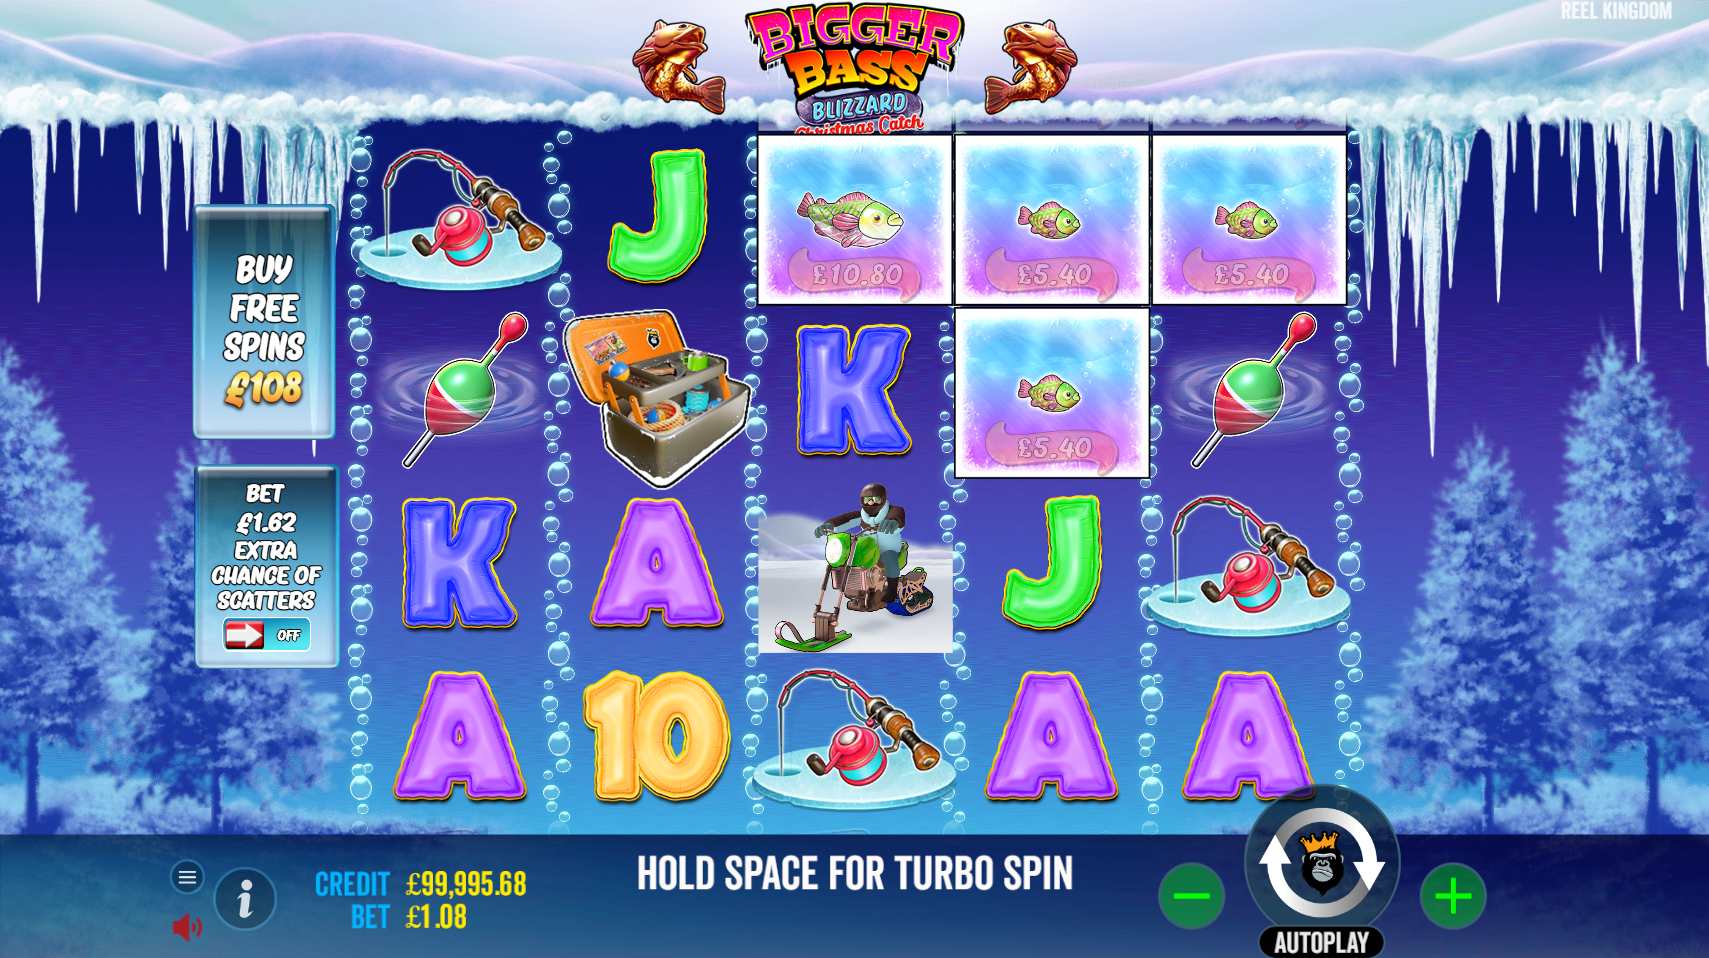 REEL KINGDOM
BIGGER
BASS
BLIZZARD
Christmas Catch
J
£10.80
£5.40
£5.40
BUY
FREE
SPINS
£108
K
£5.40
BET
£1.62
EXTRA
CHANCE OF
SCATTERS
OFF
K
A
J
A
10
A
A
CREDIT £99,995.68
BET £1.08
HOLD SPACE FOR TURBO SPIN
AUTOPLAY